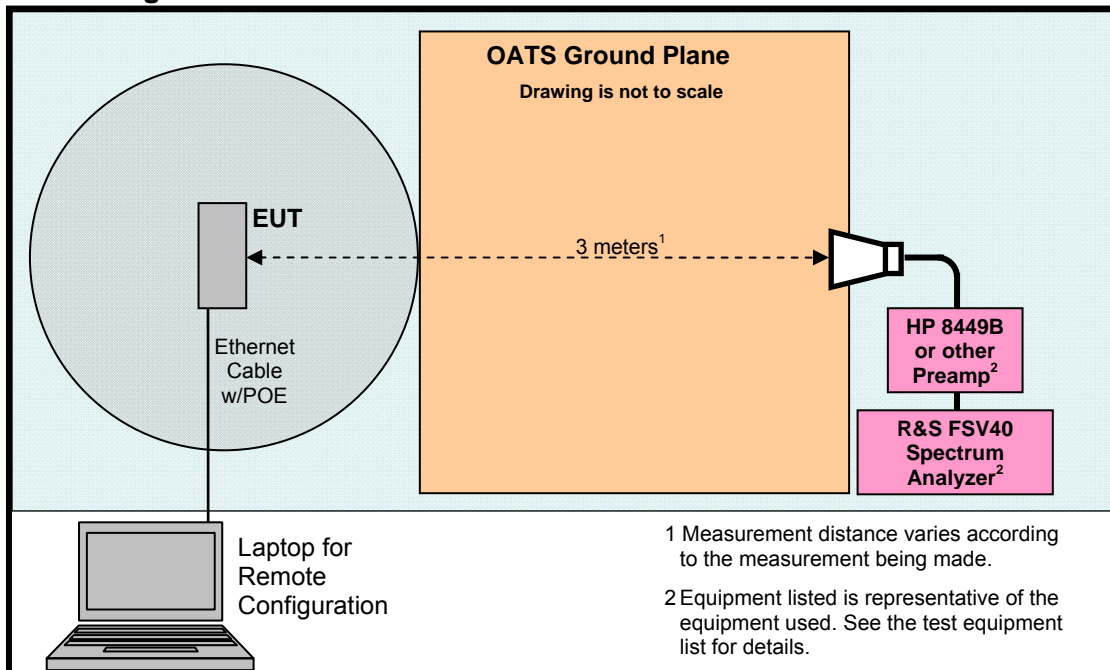 OATS Ground Plane
Drawing is not to scale
EUT
3 meters1
Ethernet
Cable
w/POE
HP 8449B
or other
Preamp2
R&S FSV40
Spectrum
Analyzer2
Laptop for
Remote
Configuration
1 Measurement distance varies according
to the measurement being made.
2 Equipment listed is representative of the
equipment used. See the test equipment
list for details.